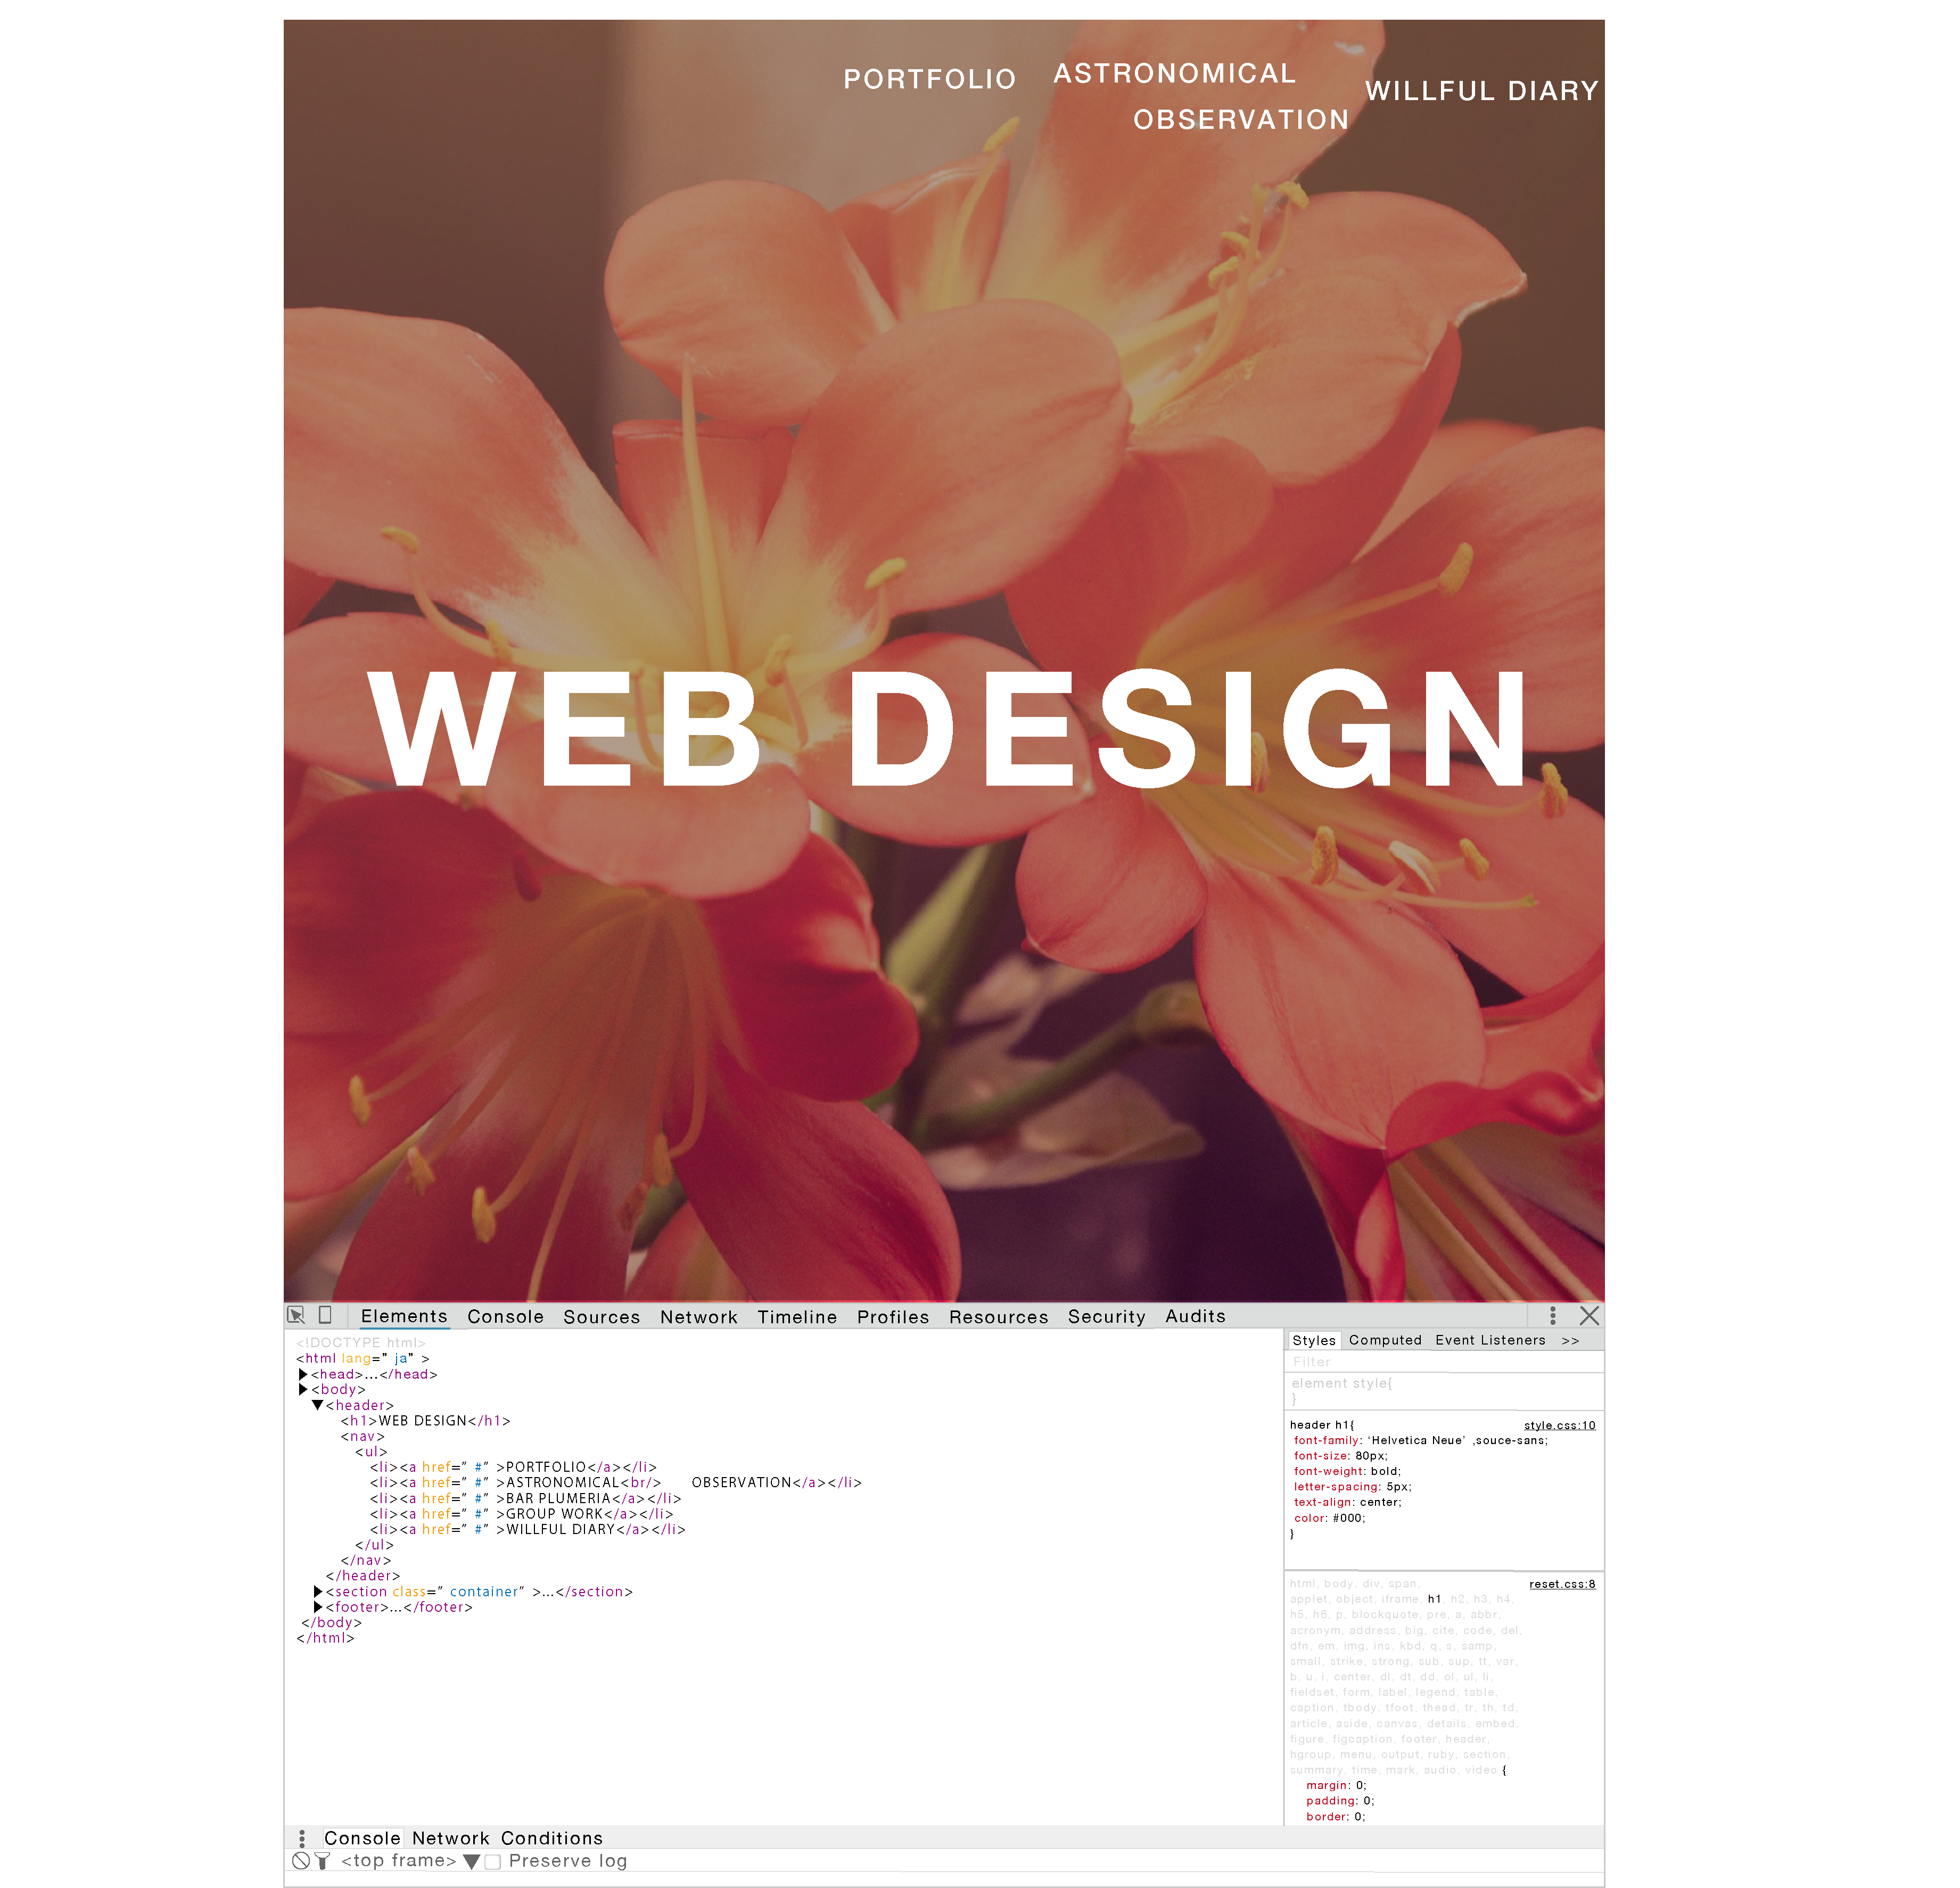 PORTFOLIO
ASTRONOMICAL
OBSERVATION
WILLFUL DIARY
WEB DESIGN
Elements Console Sources Network Timeline Profiles Resources Security Audits
<!DOCTYPE html>
<html lang=” ja” >
<head>...</head>
<body>
<header>
<h1>WEB DESIGN</h1>
<nav>
<ul>
<li><a href=” #” >PORTFOLIO</a></li>
<li><a href=” #” >ASTRONOMICAL<br/> OBSERVATION</a></li>
<li><a href=” #” >BAR PLUMERIA</a></li>
<li><a href=” #” >GROUP WORK</a></li>
<li><a href=” #” >WILLFUL DIARY</a></li>
</ul>
</nav>
</header>
<section class=” container” >...</section>
<footer>...</footer>
</body>
</html>
Styles Computed Event Listeners >>
Filter
element style{
}
header h1{ style.css:10
font-family: ‘Helvetica Neue’ ,souce-sans;
font-size: 80px;
font-weight: bold;
letter-spacing: 5px;
text-align: center;
color: #000;
}
html, body, div, span, reset.css:8
applet, object, iframe, h1, h2, h3, h4,
h5, h6, p, blockquote, pre, a, abbr,
acronym, address, big, cite, code, del,
dfn, em, img, ins, kbd, q, s, samp,
small, strike, strong, sub, sup, tt, var,
b, u, i, center, dl, dt, dd, ol, ul, li,
fieldset, form, label, legend, table,
caption, tbody, tfoot, thead, tr, th, td,
article, aside, canvas, details, embed,
figure, figcaption, footer, header,
hgroup, menu, output, ruby, section,
summary, time, mark, audio, video {
margin: 0;
padding: 0;
border: 0;
Console Network Conditions
<top frame> Preserve log